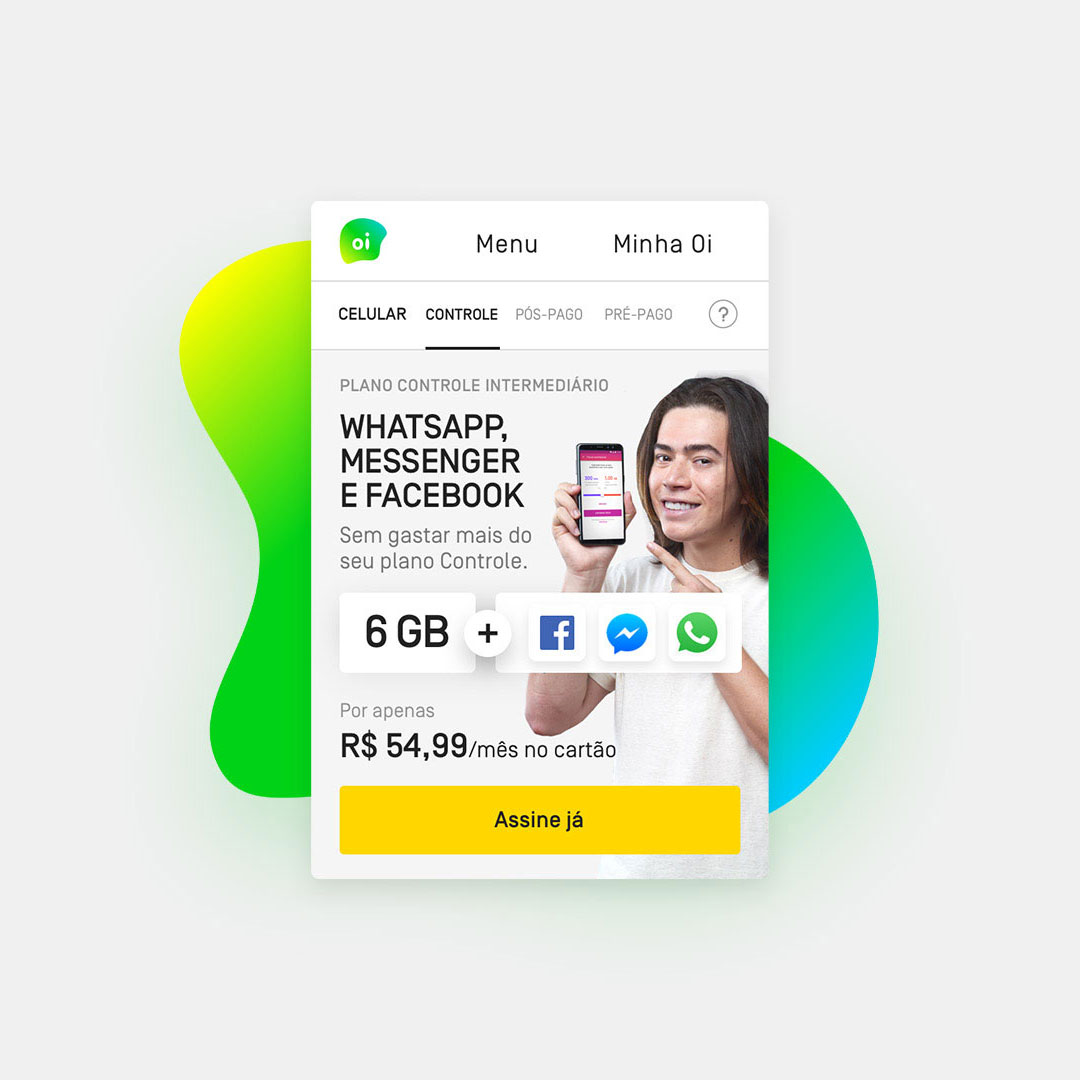 oi
Menu
Minha Oi
CELULAR
CONTROLE
PÓS-PAGO
PRÉ-PAGO
?
PLANO CONTROLE INTERMEDIÁRIO
WHATSAPP,
MESSENGER
E FACEBOOK
Sem gastar mais do
seu plano Controle.
6 GB
+
Por apenas
R$ 54,99/mês no cartão
Assine já